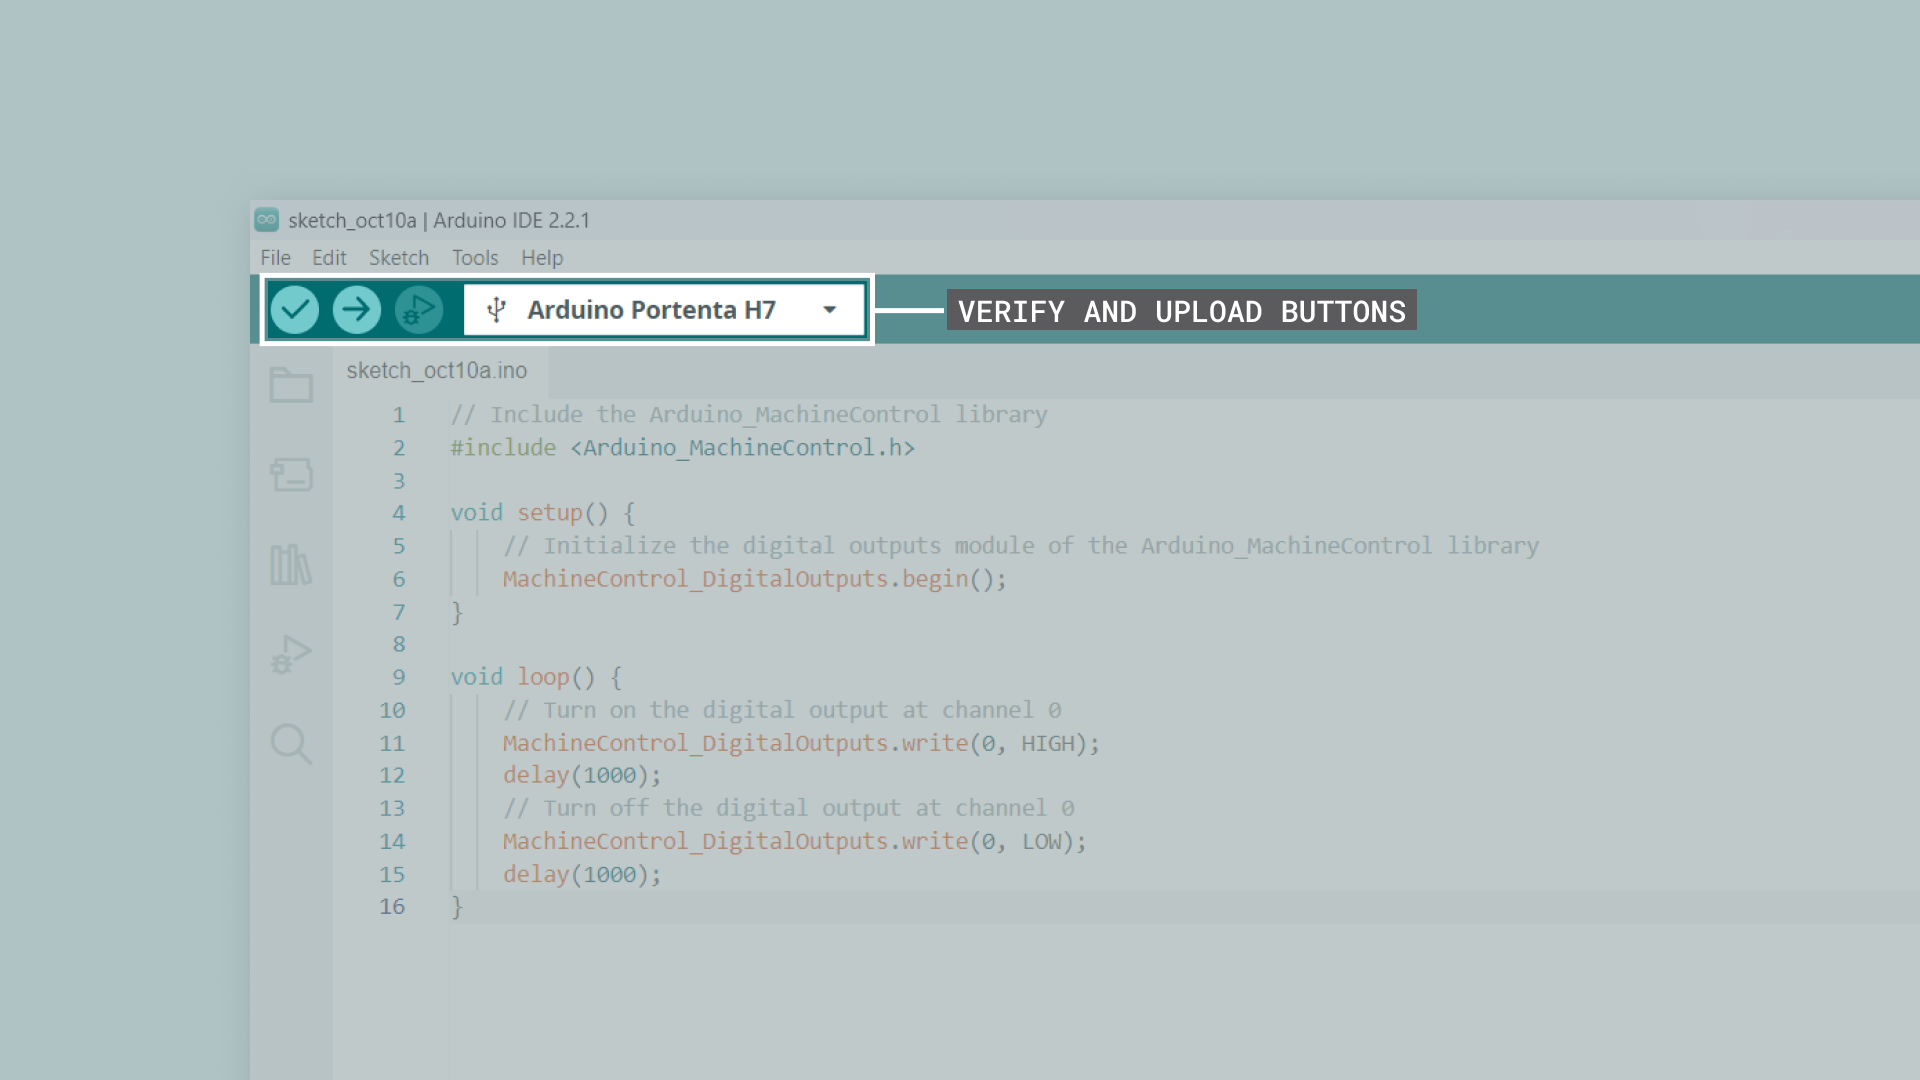 sketch_oct10a | Arduino IDE 2.2.1
File Edit Sketch Tools Help
Arduino Portenta H7
VERIFY AND UPLOAD BUTTONS
sketch_oct10a.ino
1 // Include the Arduino_MachineControl library
2 #include <Arduino_MachineControl.h>
3
4 void setup() {
5 // Initialize the digital outputs module of the Arduino_MachineControl library
6 MachineControl_DigitalOutputs.begin();
7 }
8
9 void loop() {
10 // Turn on the digital output at channel 0
11 MachineControl_DigitalOutputs.write(0, HIGH);
12 delay(1000);
13 // Turn off the digital output at channel 0
14 MachineControl_DigitalOutputs.write(0, LOW);
15 delay(1000);
16 }